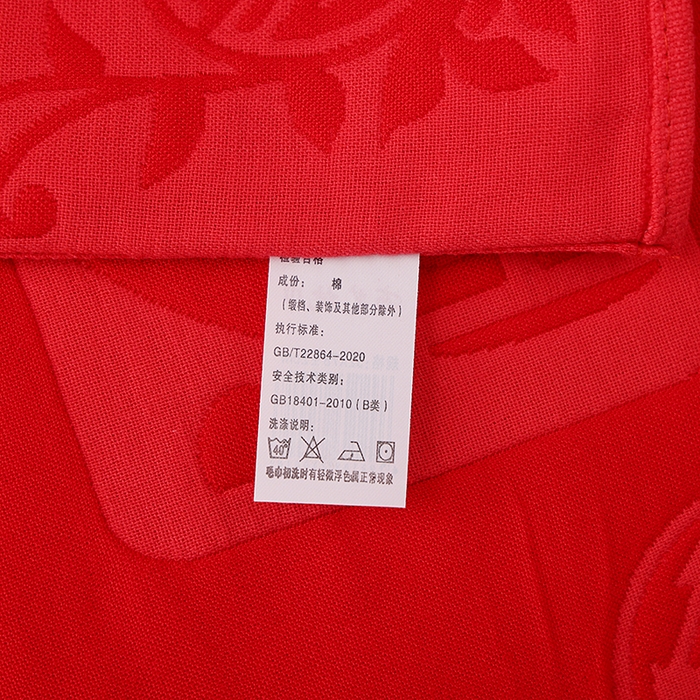 检验合格
成份： 棉
（缎档、装饰及其他部分除外）
执行标准：
GB/T22864-2020
安全技术类别：
GB18401-2010（B类）
洗涤说明：
40°
毛巾初洗时有轻微浮色属正常现象